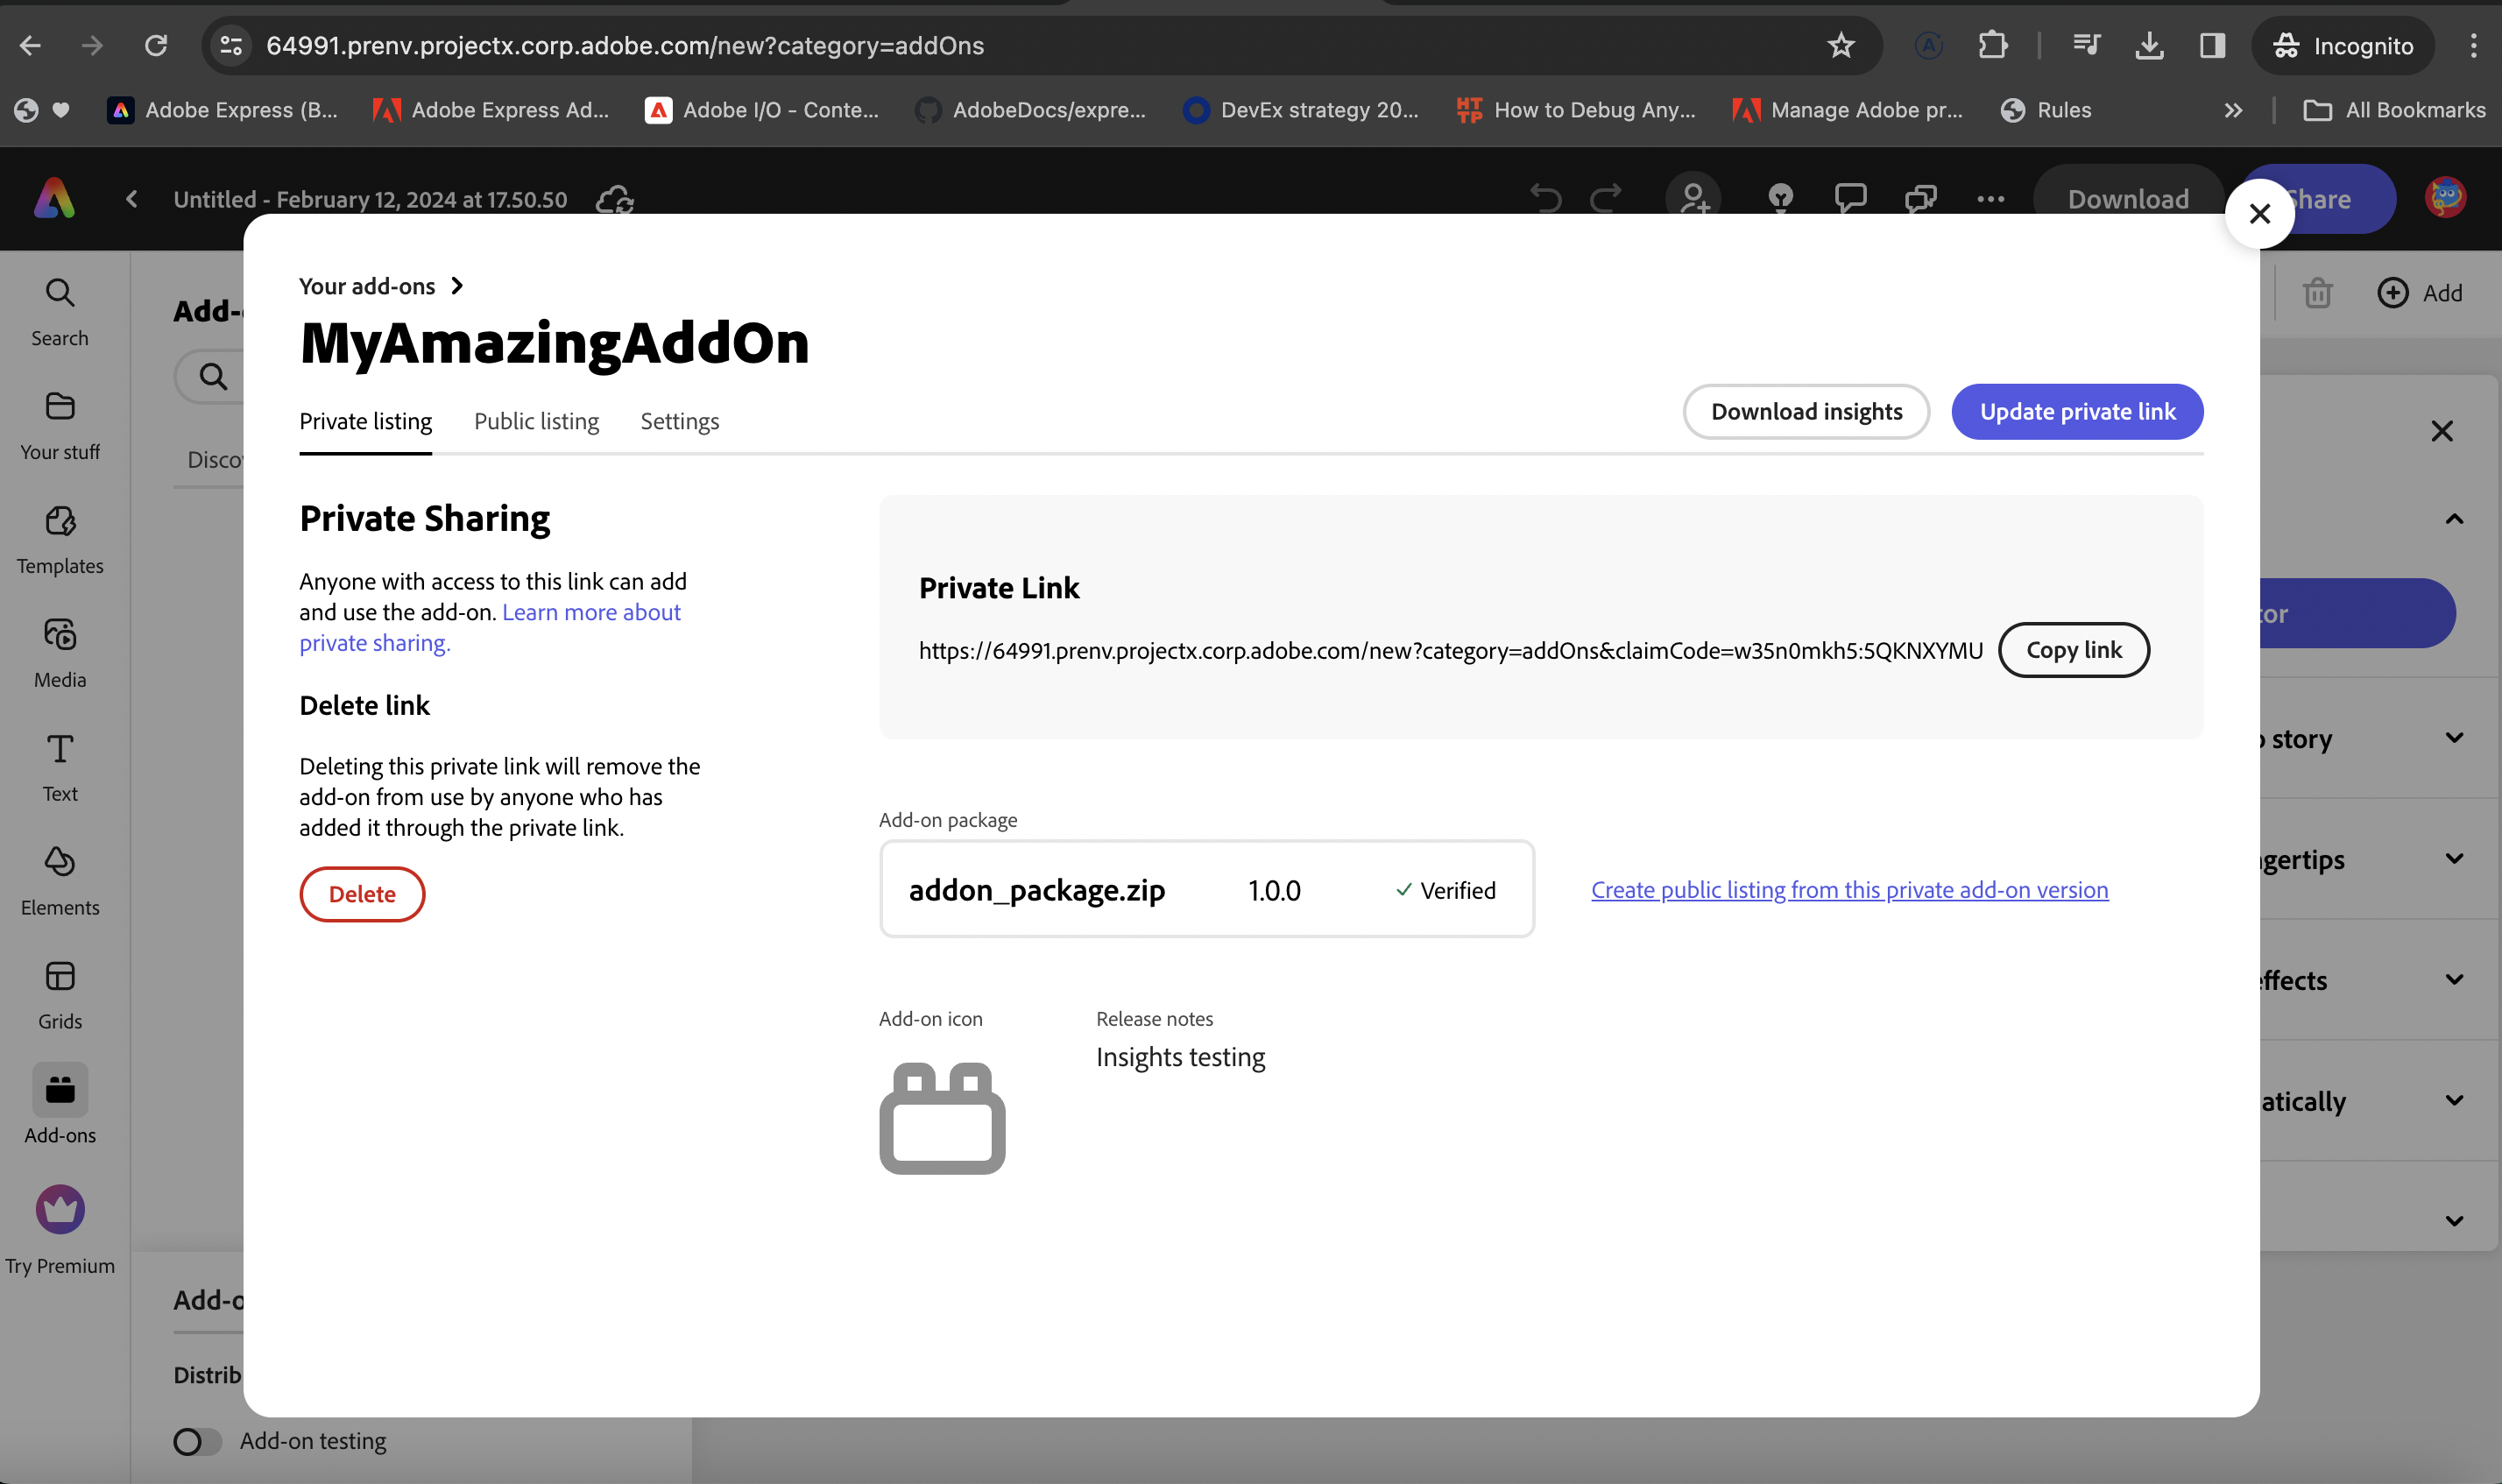 64991.prenv.projectx.corp.adobe.com/new?category=addOns
Incognito
Adobe Express (B...
Adobe Express Ad...
Adobe I/O - Conte...
AdobeDocs/expre...
DevEx strategy 20...
HT
TP
How to Debug Any...
Manage Adobe pr...
Rules
All Bookmarks
Untitled - February 12, 2024 at 17.50.50
Download
Share
Search
Your stuff
Templates
Media
Text
Elements
Grids
Add-ons
Try Premium
Add-
Disco
Your add-ons
MyAmazingAddOn
Private listing
Public listing
Settings
Download insights
Update private link
Private Sharing
Anyone with access to this link can add
and use the add-on. Learn more about
private sharing.
Delete link
Deleting this private link will remove the
add-on from use by anyone who has
added it through the private link.
Delete
Private Link
https://64991.prenv.projectx.corp.adobe.com/new?category=addOns&claimCode=w35n0mkh5:5QKNXYMU
Copy link
Add-on package
addon_package.zip
1.0.0
Verified
Create public listing from this private add-on version
Add-on icon
Release notes
Insights testing
Add
tor
story
gertips
effects
atically
Add-o
Distrib
Add-on testing